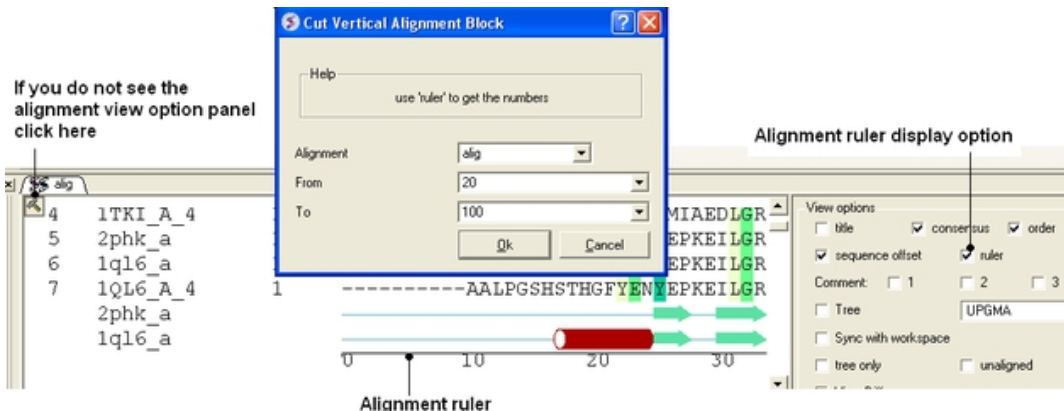 Cut Vertical Alignment Block
Help
use 'ruler' to get the numbers
Alignment alig
From 20
To 100
Ok Cancel
If you do not see the
alignment view option panel
click here
Alignment ruler display option
alig
4 1TKI_A_4 MIAEDLGR
5 2phk_a EPKEILGR
6 1ql6_a EPKEILGR
7 1QL6_A_4 1 ----------AALPGSHSTHGFYENYEPKEILGR
2phk_a
1ql6_a
0 10 20 30
Alignment ruler
View options
title consensus order
sequence offset ruler
Comment: 1 2 3
Tree UPGMA
Sync with workspace
tree only unaligned